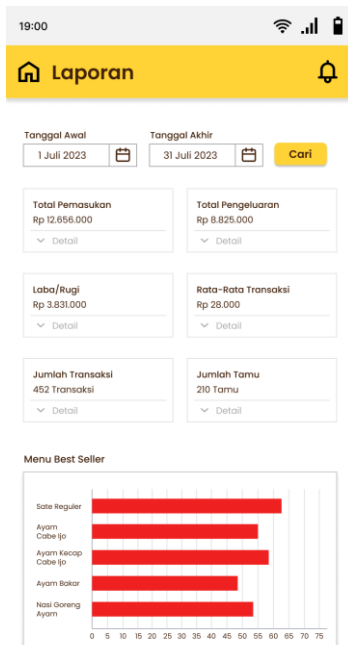 19:00
Laporan
Tanggal Awal
Tanggal Akhir
1 Juli 2023
31 Juli 2023
Cari
Total Pemasukan
Rp 12.656.000
Detail
Total Pengeluaran
Rp 8.825.000
Detail
Laba/Rugi
Rp 3.831.000
Detail
Rata-Rata Transaksi
Rp 28.000
Detail
Jumlah Transaksi
452 Transaksi
Detail
Jumlah Tamu
210 Tamu
Detail
Menu Best Seller
Sate Reguler
Ayam
Cabe Ijo
Ayam Kecap
Cabe Ijo
Ayam Bakar
Nasi Goreng
Ayam
0 5 10 15 20 25 30 35 40 45 50 55 60 65 70 75